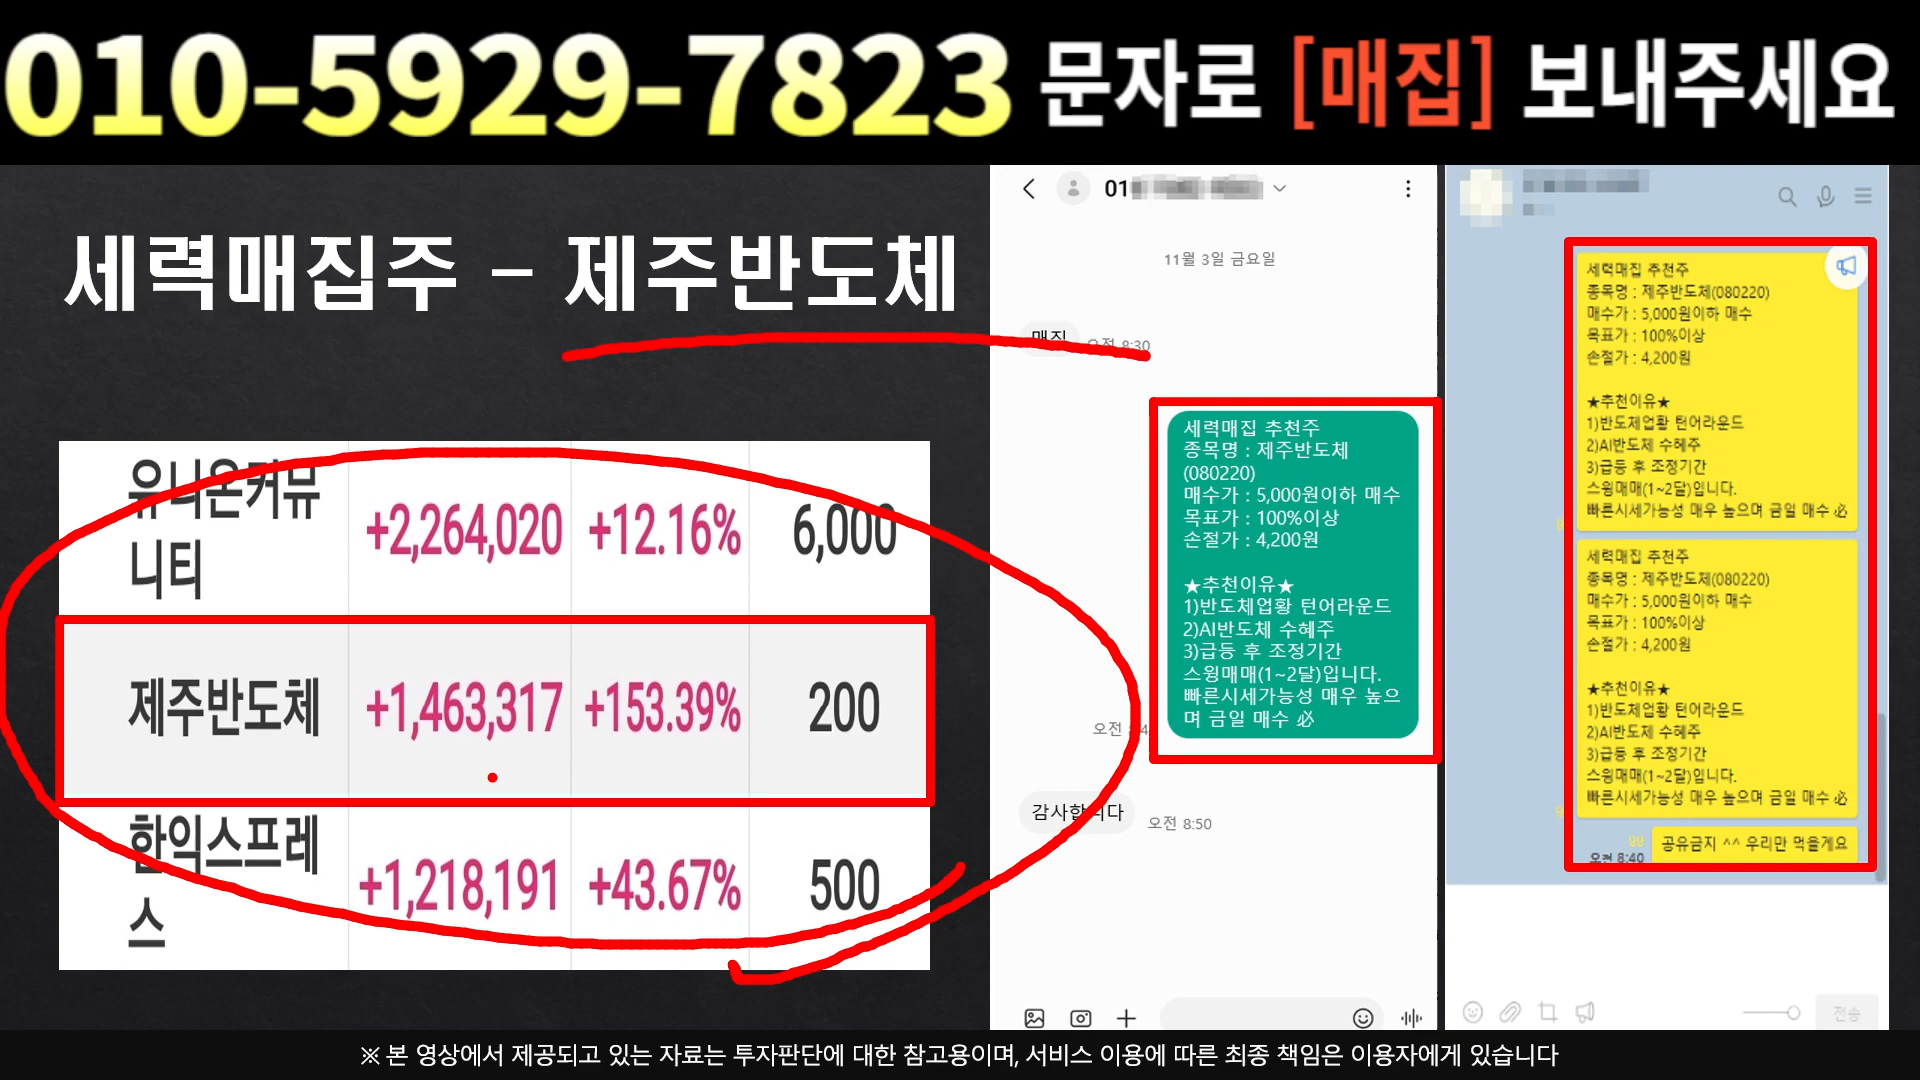 010-5929-7823 문자로 [매집] 보내주세요
세력매집주 - 제주반도체
유니온커뮤
니티
+2,264,020 +12.16% 6,000
제주반도체 +1,463,317 +153.39% 200
한익스프레
스
+1,218,191 +43.67% 500
01
11월 3일 금요일
매집
오전 8:30
세력매집 추천주
종목명 : 제주반도체
(080220)
매수가 : 5,000원이하 매수
목표가 : 100%이상
손절가 : 4,200원
★추천이유★
1)반도체업황 턴어라운드
2)AI반도체 수혜주
3)급등 후 조정기간
스윙매매(1~2달)입니다.
빠른시세가능성 매우 높으
며 금일 매수 必
오전
감사합니다
오전 8:50
세력매집 추천주
종목명 : 제주반도체(080220)
매수가 : 5,000원이하 매수
목표가 : 100%이상
손절가 : 4,200원
★추천이유★
1)반도체업황 턴어라운드
2)AI반도체 수혜주
3)급등 후 조정기간
스윙매매(1~2달)입니다.
빠른시세가능성 매우 높으며 금일 매수 必
세력매집 추천주
종목명 : 제주반도체(080220)
매수가 : 5,000원이하 매수
목표가 : 100%이상
손절가 : 4,200원
★추천이유★
1)반도체업황 턴어라운드
2)AI반도체 수혜주
3)급등 후 조정기간
스윙매매(1~2달)입니다.
빠른시세가능성 매우 높으며 금일 매수 必
공유금지 ^^ 우리만 먹을게요
오전 8:40
전송
※ 본 영상에서 제공되고 있는 자료는 투자판단에 대한 참고용이며, 서비스 이용에 따른 최종 책임은 이용자에게 있습니다